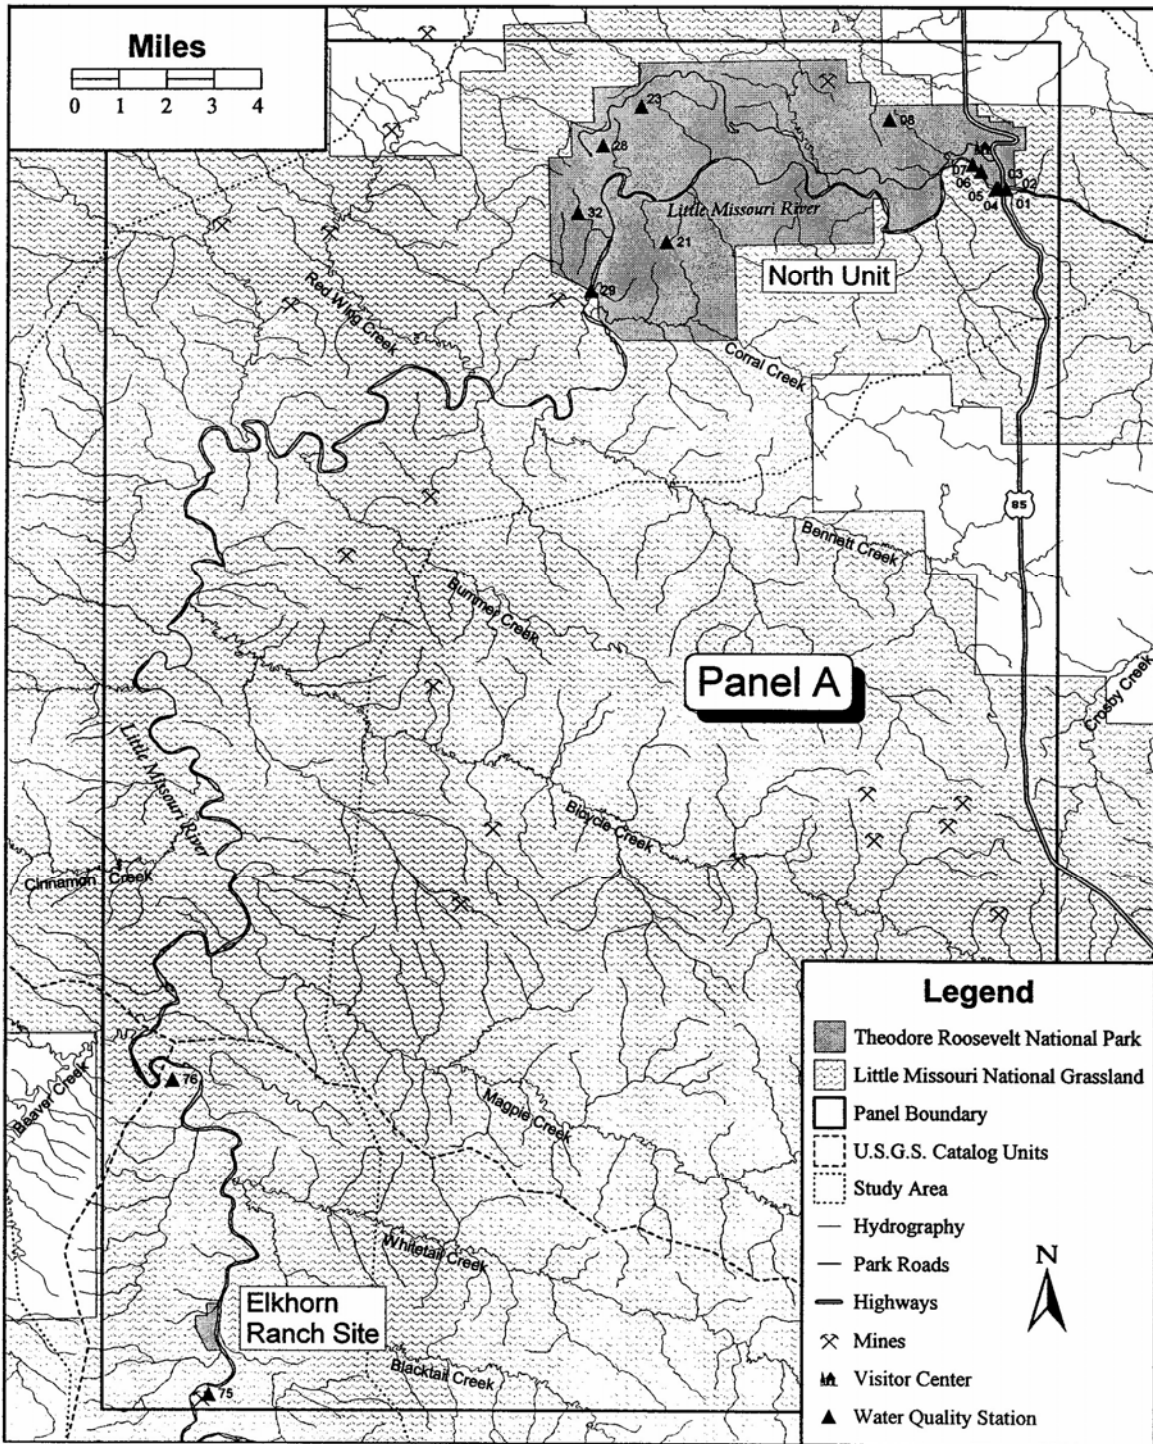 Miles
0 1 2 3 4
23
08
28
07
03
06
02
05
04
01
32
Little Missouri River
21
North Unit
29
Red Wing Creek
Corral Creek
85
Bennett Creek
Bummer Creek
Panel A
Crosby Creek
Little Missouri River
Bicycle Creek
Cinnamon Creek
Beaver Creek
76
Magpie Creek
Whitetail Creek
Elkhorn
Ranch Site
Blacktail Creek
75
Legend
Theodore Roosevelt National Park
Little Missouri National Grassland
Panel Boundary
U.S.G.S. Catalog Units
Study Area
Hydrography
Park Roads
Highways
Mines
Visitor Center
Water Quality Station
N